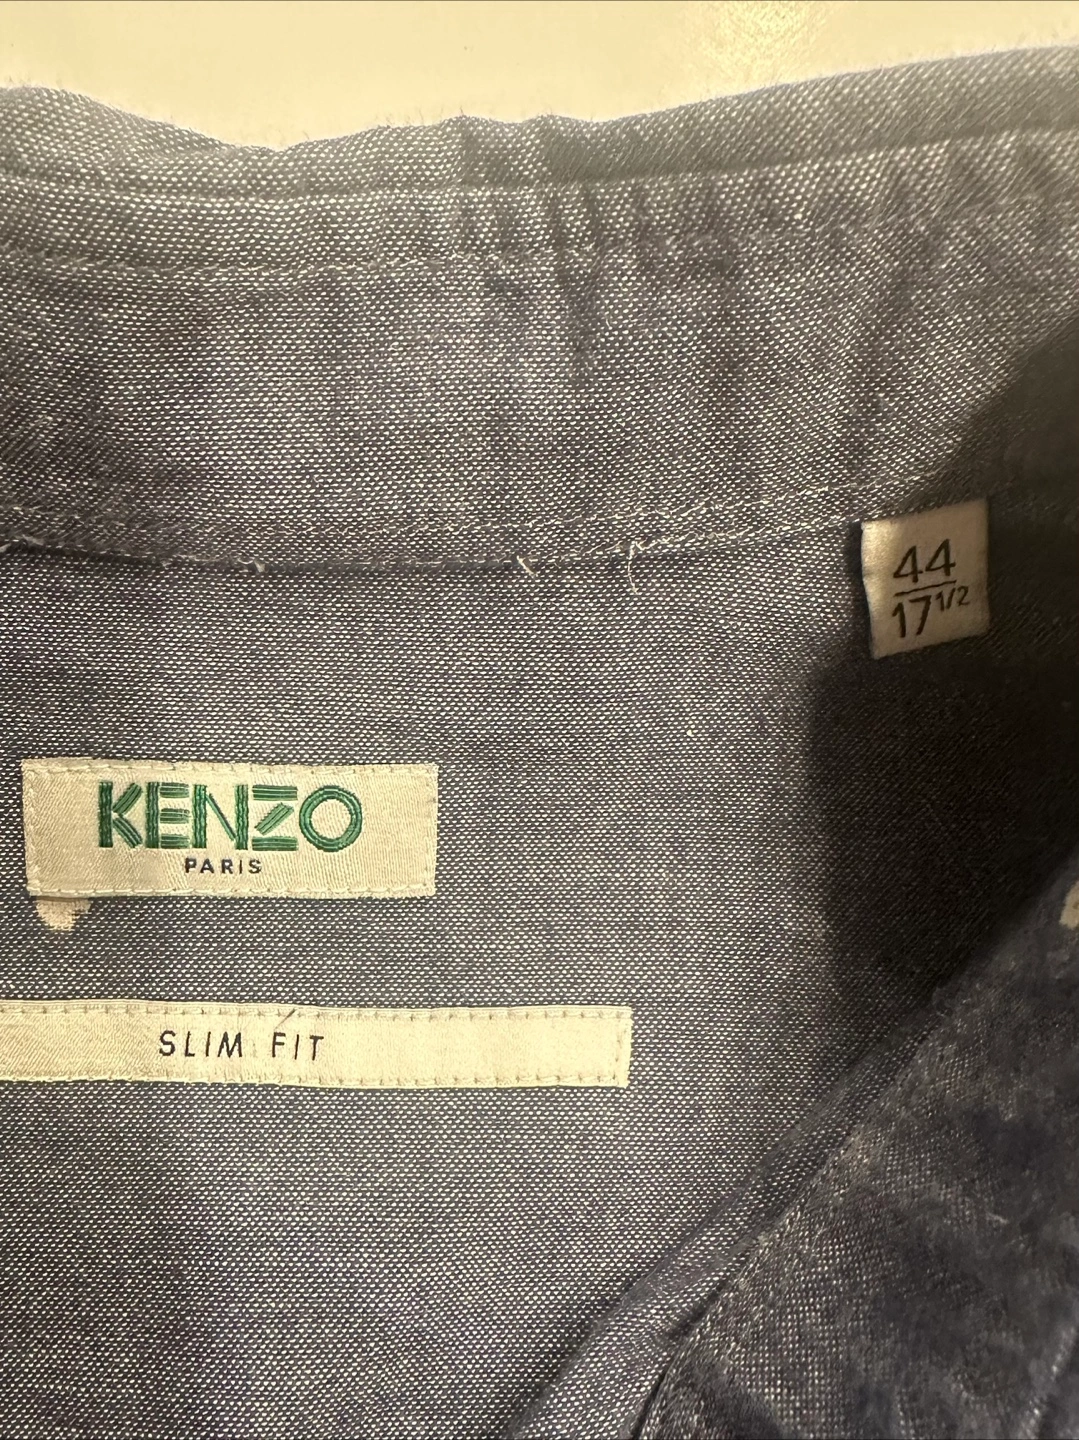 44
17 1/2
KENZO
PARIS
SLIM FIT